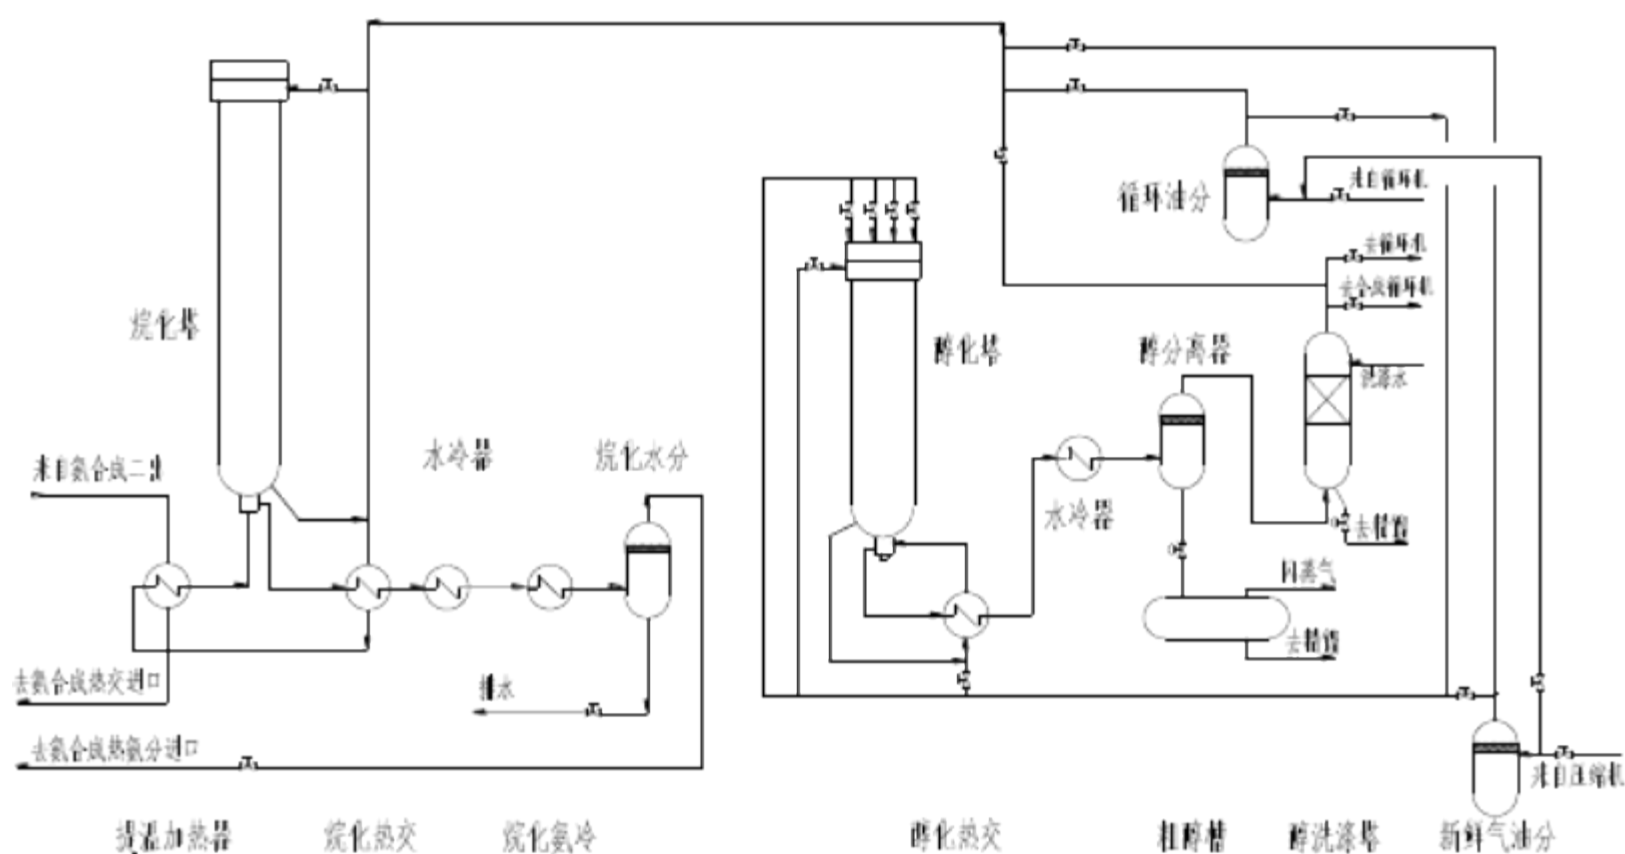 来自循环机
循环油分
去循环机
去合成循环机
烷化塔
醇化塔
醇分离器
洗涤水
水冷器
烷化水分
来自氨合成二出
水冷器
去精馏
闪蒸气
去精馏
去氨合成热交进口
排水
去氨合成热氨分进口
来自压缩机
提温加热器
烷化热交
烷化氨冷
醇化热交
粗醇槽
醇洗涤塔
新鲜气油分